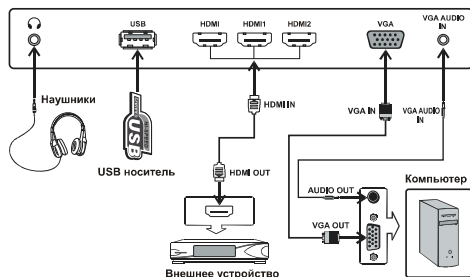 USB
HDMI
HDMI1
HDMI2
VGA
VGA AUDIO
IN
Наушники
USB
USB носитель
HDMI IN
HDMI OUT
VGA IN
VGA AUDIO
IN
AUDIO OUT
VGA OUT
Компьютер
Внешнее устройство